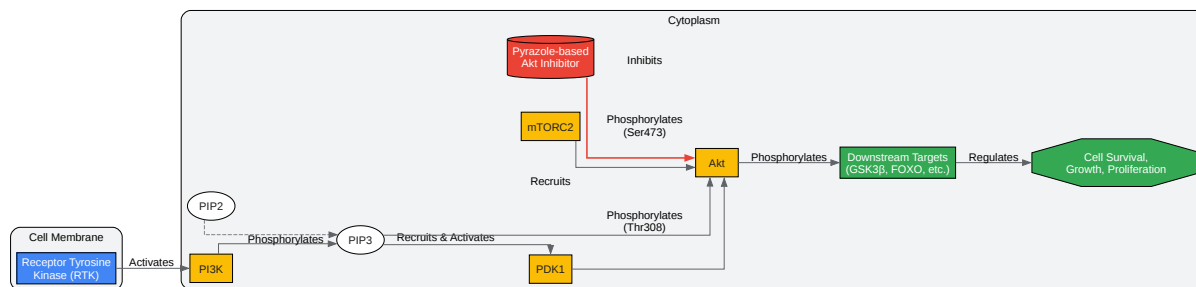 Cytoplasm
Pyrazole-based
Akt Inhibitor
Inhibits
mTORC2
Phosphorylates
(Ser473)
Akt
Phosphorylates
Downstream Targets
(GSK3β, FOXO, etc.)
Regulates
Cell Survival,
Growth, Proliferation
Recruits
PIP2
Phosphorylates
(Thr308)
Cell Membrane
Receptor Tyrosine
Kinase (RTK)
Activates
PI3K
Phosphorylates
PIP3
Recruits & Activates
PDK1